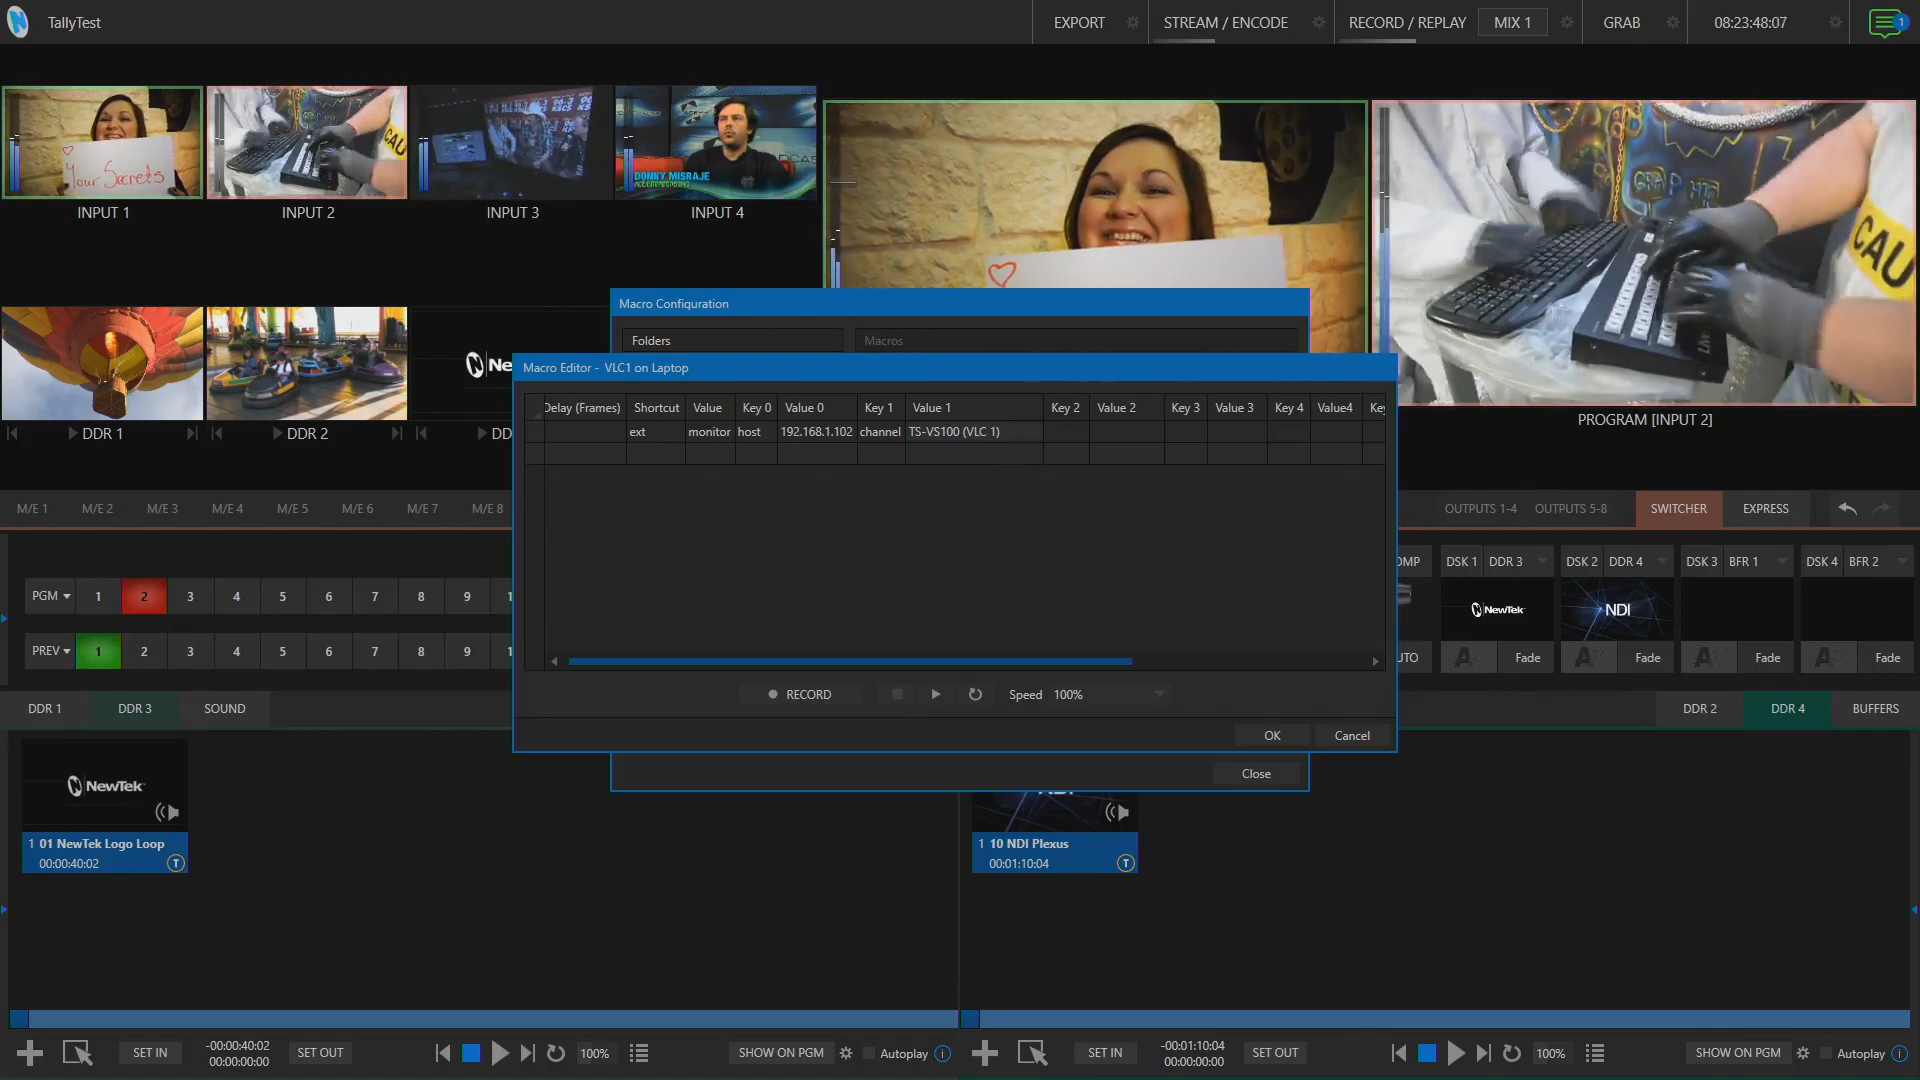 TallyTest
EXPORT
STREAM / ENCODE
RECORD / REPLAY
MIX 1
GRAB
08:23:48:07
1
Your Secrets
DONNY MISRAJE
CAU
INPUT 1
INPUT 2
INPUT 3
INPUT 4
CAU
Ne
DDR 1
DDR 2
DD
PROGRAM [INPUT 2]
Macro Configuration
Folders
Macros
Macro Editor - VLC1 on Laptop
Delay (Frames) Shortcut Value Key 0 Value 0 Key 1 Value 1 Key 2 Value 2 Key 3 Value 3 Key 4 Value4 Key
ext monitor host 192.168.1.102 channel TS-VS100 (VLC 1)
RECORD
Speed 100%
OK
Cancel
Close
M/E 1 M/E 2 M/E 3 M/E 4 M/E 5 M/E 6 M/E 7 M/E 8
OUTPUTS 1-4 OUTPUTS 5-8 SWITCHER EXPRESS
OMP
DSK 1 DDR 3 DSK 2 DDR 4 DSK 3 BFR 1 DSK 4 BFR 2
NewTek
NDI
PGM 1 2 3 4 5 6 7 8 9 1
PREV 1 2 3 4 5 6 7 8 9 1
UTO
Fade
Fade
Fade
Fade
DDR 1 DDR 3 SOUND
DDR 2 DDR 4 BUFFERS
NewTek
1 01 NewTek Logo Loop
00:00:40:02
T
NDI
1 10 NDI Plexus
00:01:10:04
T
SET IN
-00:00:40:02
00:00:00:00
SET OUT
100%
SHOW ON PGM
Autoplay
SET IN
-00:01:10:04
00:00:00:00
SET OUT
100%
SHOW ON PGM
Autoplay